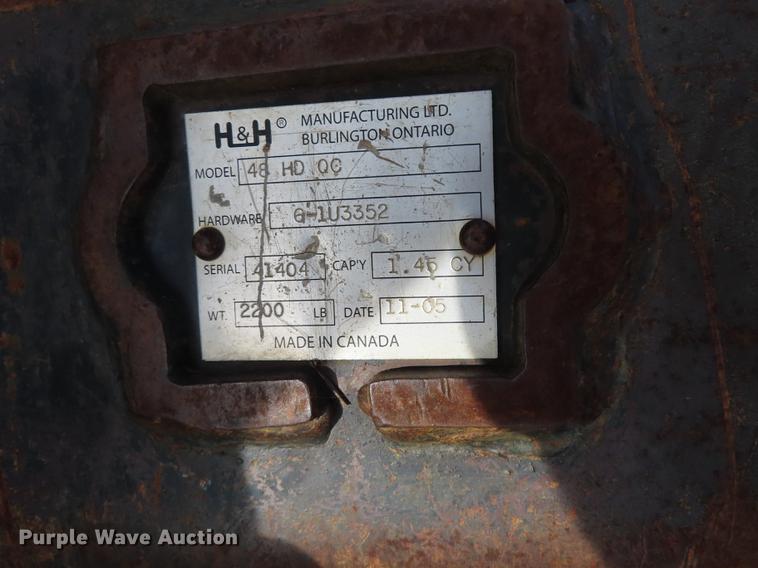 H&H® MANUFACTURING LTD.
BURLINGTON, ONTARIO
MODEL 48 HD QC
HARDWARE 6-1U3352
SERIAL 41404 CAP'Y 1.45 CY
WT. 2200 LB DATE 11-05
MADE IN CANADA
Purple Wave Auction